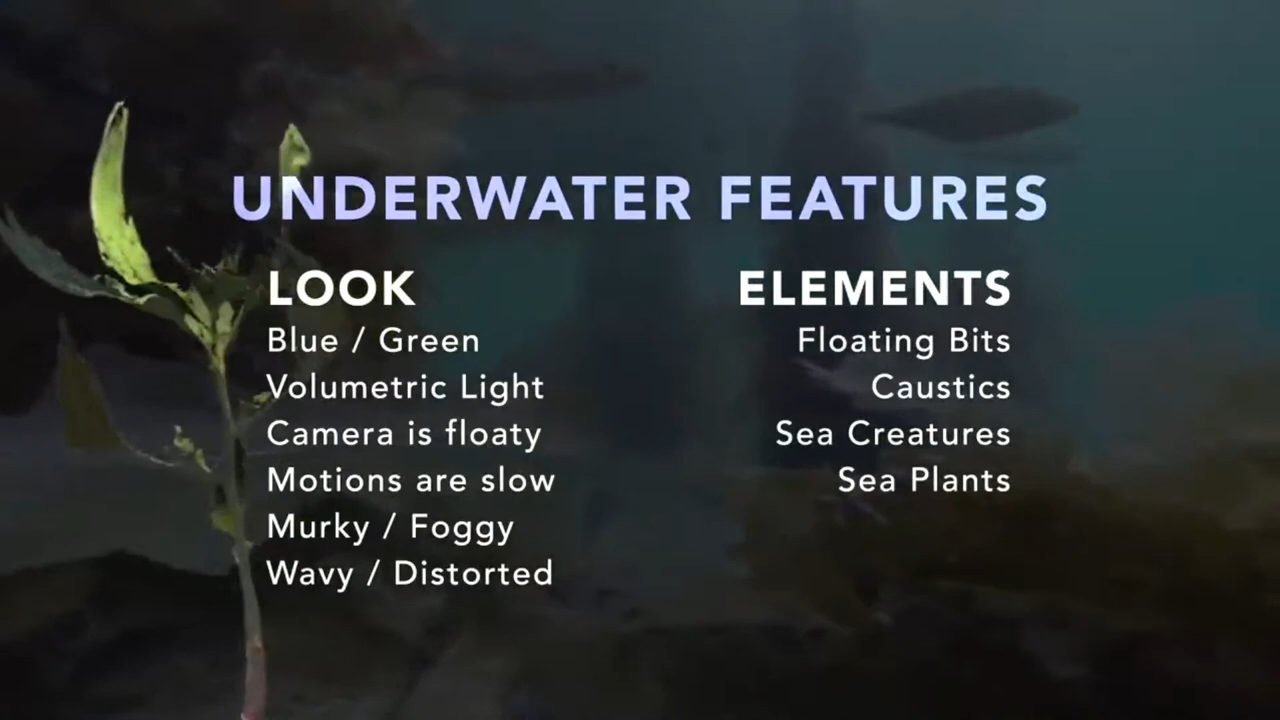 UNDERWATER FEATURES
LOOK
Blue / Green
Volumetric Light
Camera is floaty
Motions are slow
Murky / Foggy
Wavy / Distorted
ELEMENTS
Floating Bits
Caustics
Sea Creatures
Sea Plants